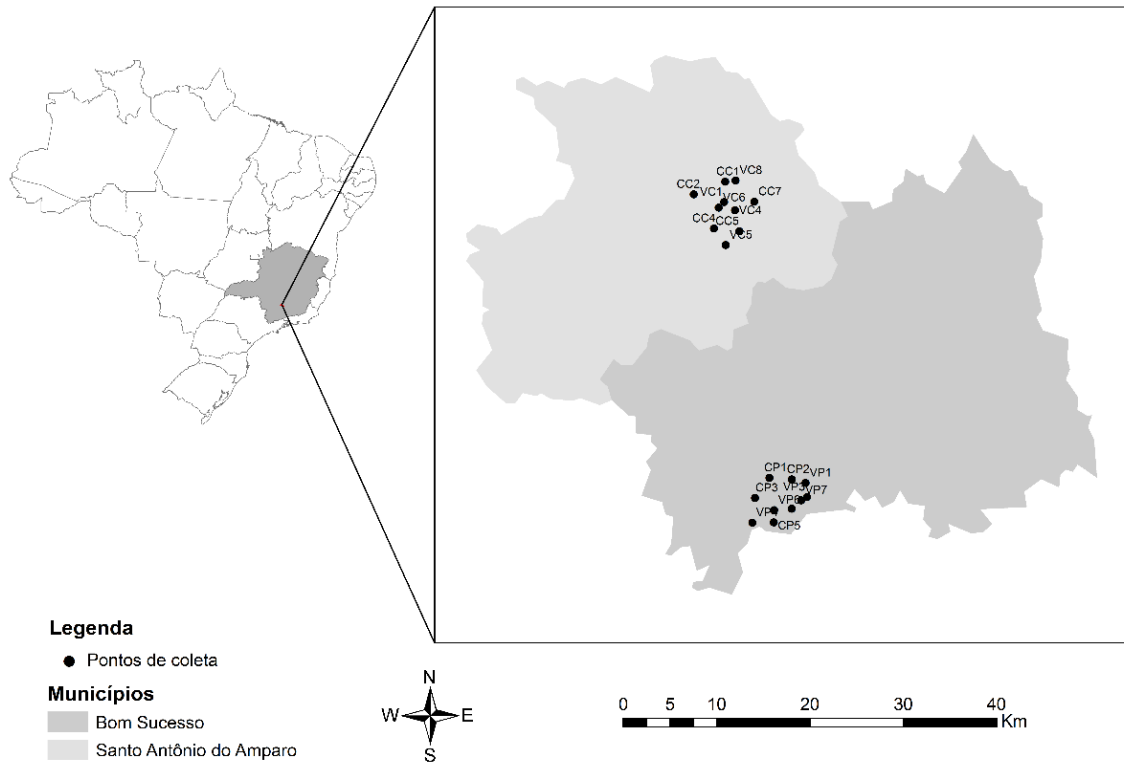 CC1 VC8
CC2 VC1 VC6 CC7
CC4 CC5 VC4
VC5
CP1 CP2 VP1
CP3 VP3 VP7
VP6
CP5
Legenda
Pontos de coleta
Municípios
Bom Sucesso
Santo Antônio do Amparo
N
W E
S
0 5 10 20 30 40
Km